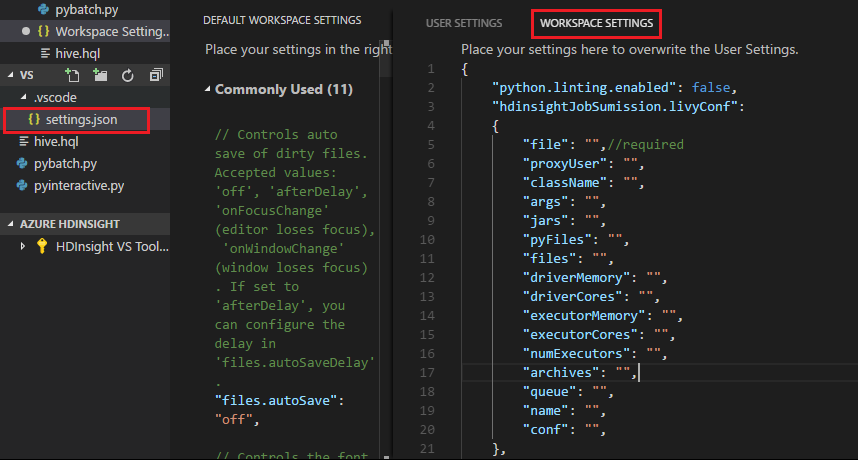 pybatch.py
Workspace Setting...
hive.hql
VS
.vscode
settings.json
hive.hql
pybatch.py
pyinteractive.py
AZURE HDINSIGHT
HDInsight VS Tool...
DEFAULT WORKSPACE SETTINGS
Place your settings in the right
Commonly Used (11)
// Controls auto
save of dirty files.
Accepted values:
'off', 'afterDelay',
'onFocusChange'
(editor loses focus),
'onWindowChange'
(window loses focus)
. If set to
'afterDelay', you
can configure the
delay in
'files.autoSaveDelay'
.
"files.autoSave":
"off",
// Controls the font
USER SETTINGS WORKSPACE SETTINGS
Place your settings here to overwrite the User Settings.
1 {
2 "python.linting.enabled": false,
3 "hdinsightJobSumission.livyConf":
4 {
5 "file": "",//required
6 "proxyUser": "",
7 "className": "",
8 "args": "",
9 "jars": "",
10 "pyFiles": "",
11 "files": "",
12 "driverMemory": "",
13 "driverCores": "",
14 "executorMemory": "",
15 "executorCores": "",
16 "numExecutors": "",
17 "archives": "",
18 "queue": "",
19 "name": "",
20 "conf": "",
21 },